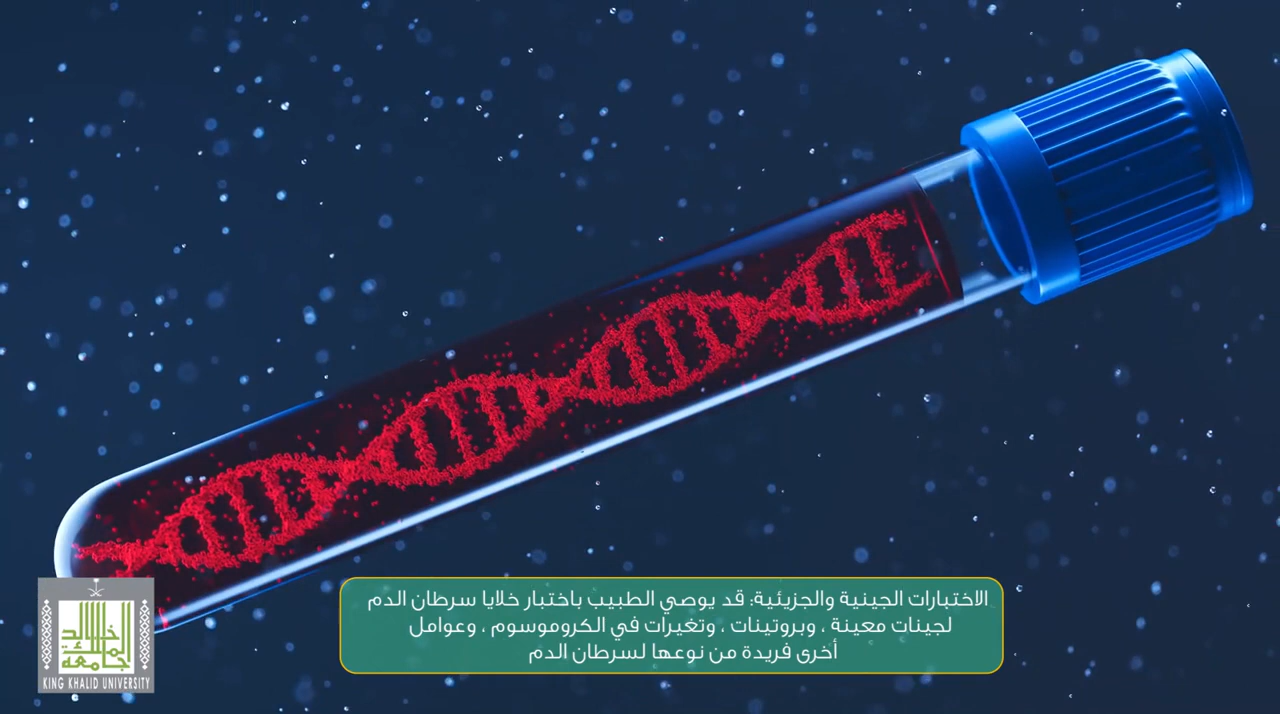 الاختبارات الجينية والجزيئية: قد يوصي الطبيب باختبار خلايا سرطان الدم
لجينات معينة ، وبروتينات ، وتغيرات في الكروموسوم ، وعوامل
أخرى فريدة من نوعها لسرطان الدم
جامعة الملك خالد
KING KHALID UNIVERSITY